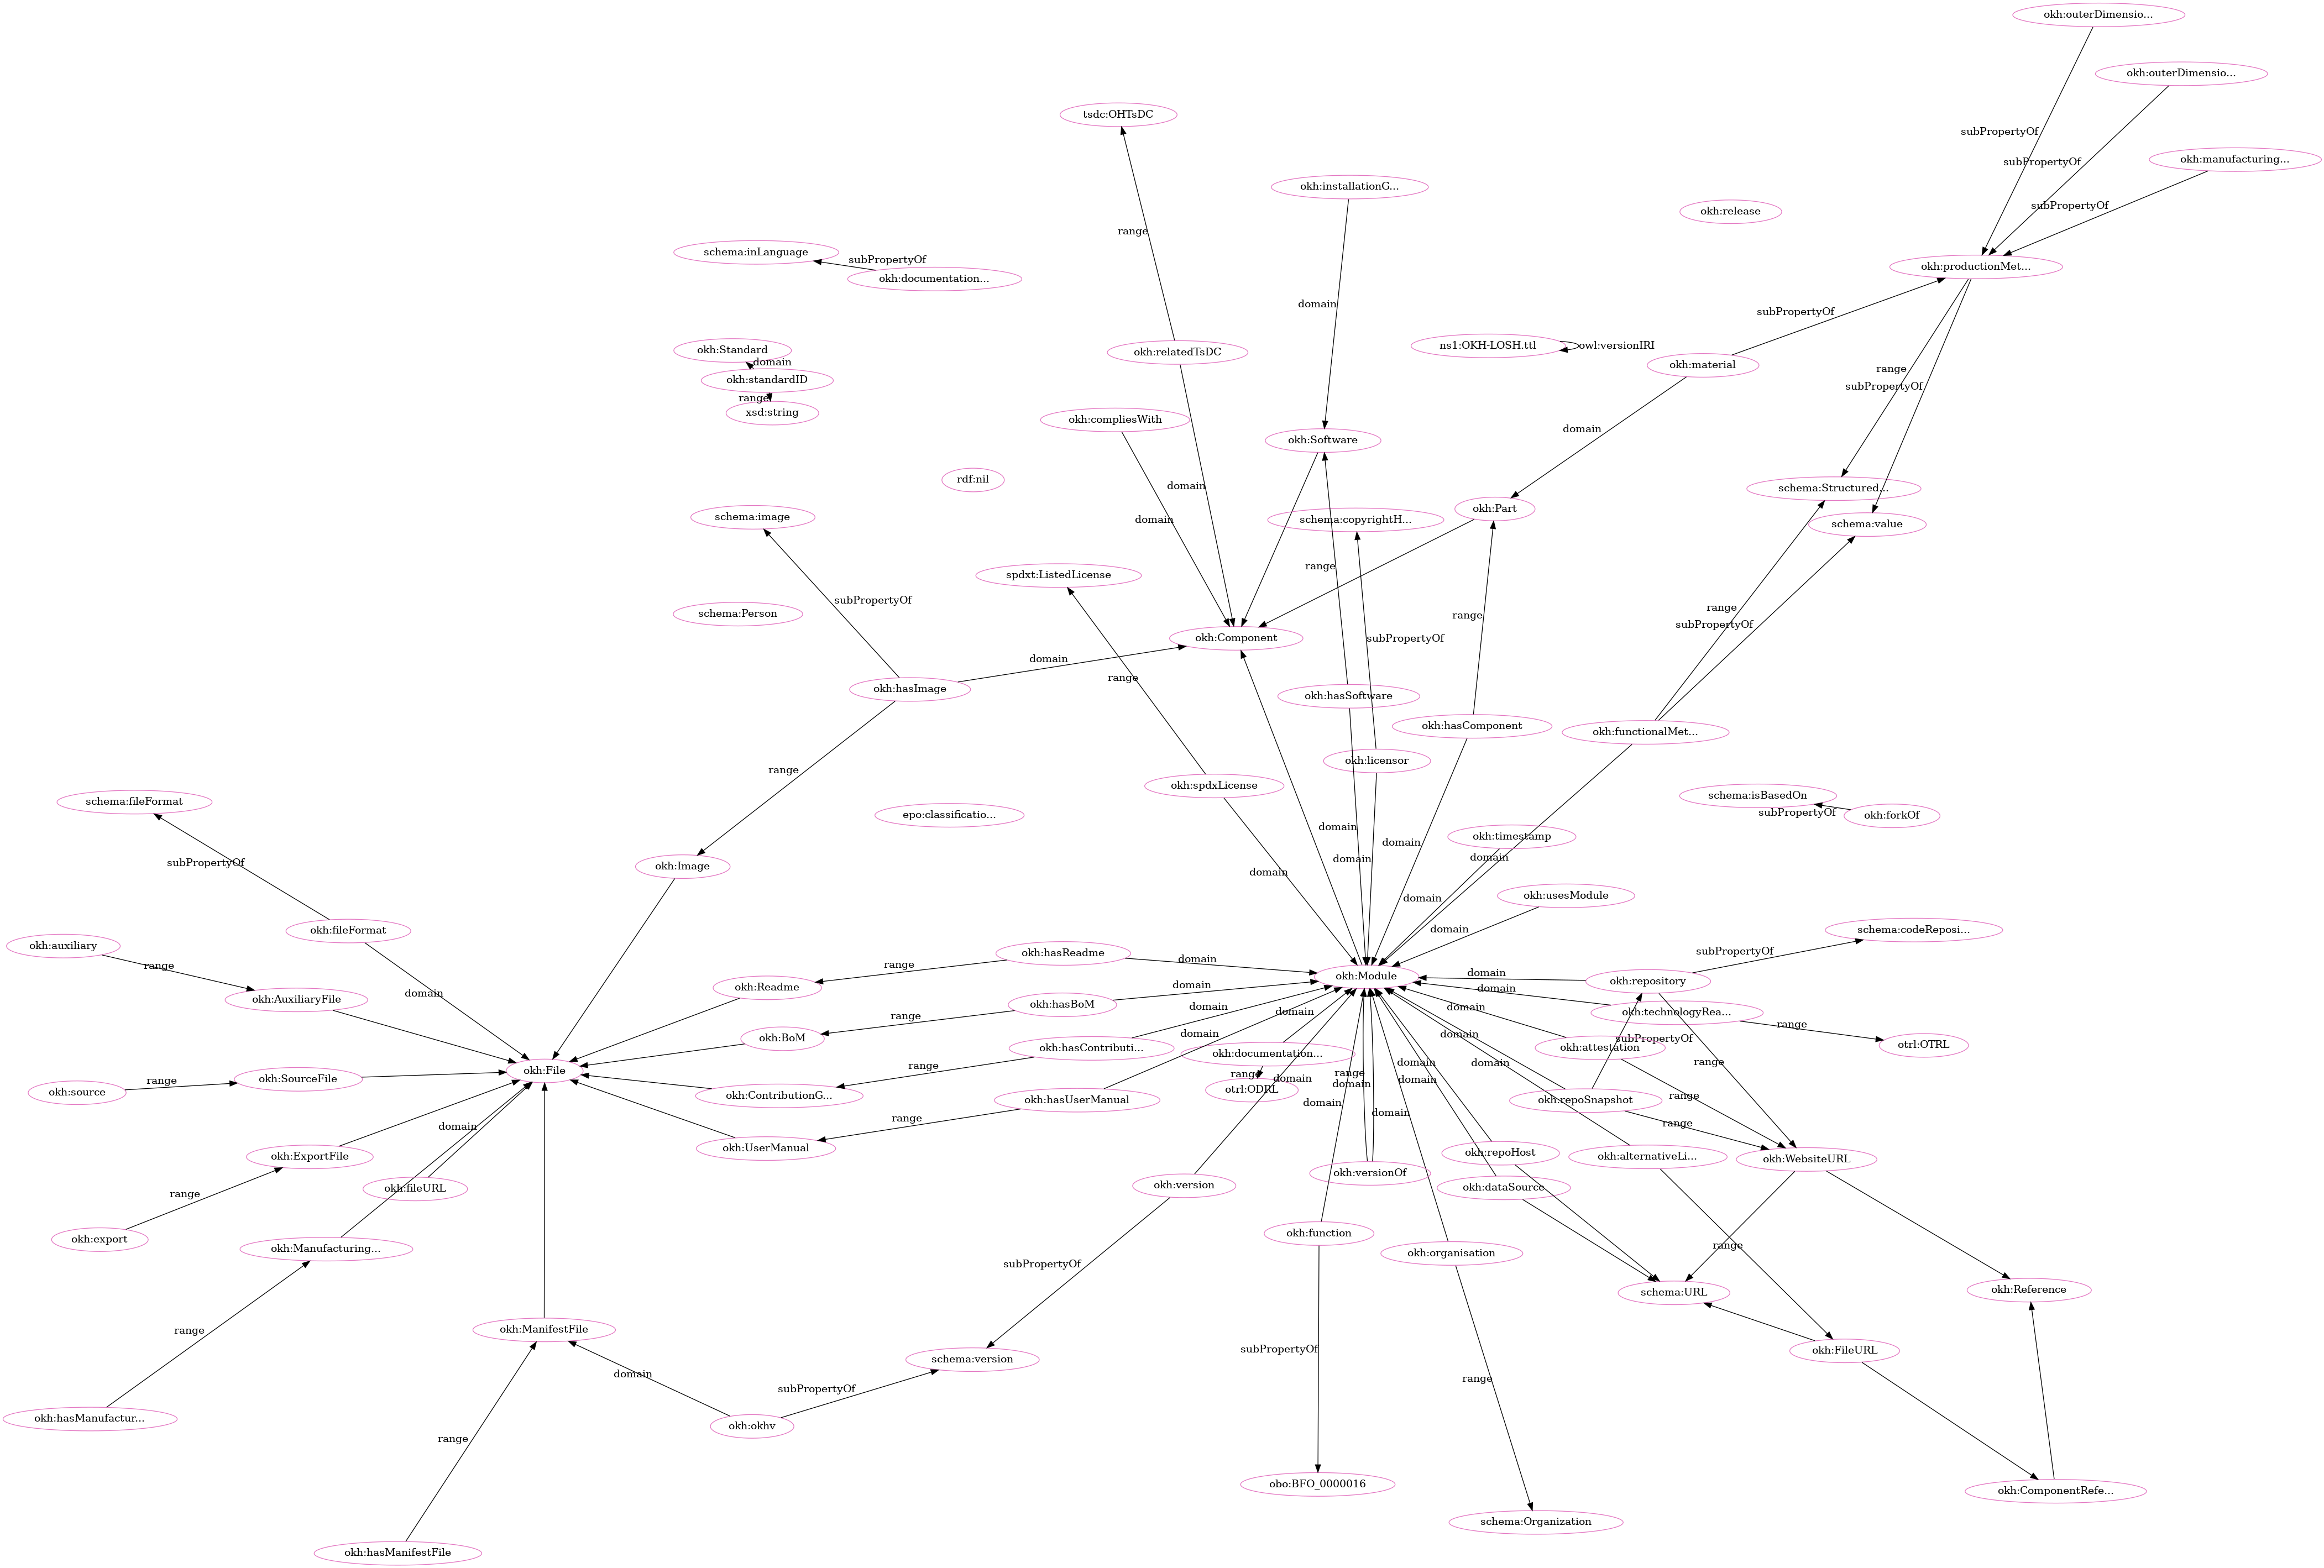 okh:outerDimensio...
okh:outerDimensio...
tsdc:OHTsDC
subPropertyOf
subPropertyOf
okh:manufacturing...
okh:installationG...
subPropertyOf
okh:release
range
schema:inLanguage
subPropertyOf
okh:documentation...
okh:productionMet...
domain
subPropertyOf
okh:Standard
domain
okh:relatedTsDC
ns1:OKH-LOSH.ttl
owl:versionIRI
okh:material
range
okh:standardID
subPropertyOf
range
xsd:string
okh:compliesWith
domain
okh:Software
rdf:nil
domain
schema:Structured...
okh:Part
schema:image
domain
schema:copyrightH...
schema:value
spdxt:ListedLicense
range
subPropertyOf
schema:Person
range
range
subPropertyOf
okh:Component
subPropertyOf
domain
range
okh:hasImage
okh:hasSoftware
okh:hasComponent
okh:functionalMet...
okh:licensor
range
okh:spdxLicense
schema:fileFormat
schema:isBasedOn
subPropertyOf
okh:forkOf
epo:classificatio...
domain
okh:timestamp
domain
subPropertyOf
okh:Image
domain
domain
domain
okh:usesModule
domain
okh:fileFormat
domain
schema:codeReposi...
okh:auxiliary
range
okh:hasReadme
domain
subPropertyOf
range
okh:Module
domain
okh:repository
okh:Readme
domain
domain
okh:AuxiliaryFile
domain
okh:hasBoM
domain
domain
domain
okh:technologyRea...
range
okh:BoM
range
domain
domain
subPropertyOf
otrl:OTRL
okh:hasContributi...
okh:documentation...
okh:attestation
okh:File
range
domain
domain
range
okh:WebsiteURL
okh:source
range
okh:SourceFile
range
domain
range
domain
domain
range
okh:ContributionG...
okh:hasUserManual
otrl:ODRL
okh:repoSnapshot
domain
range
domain
domain
range
okh:UserManual
okh:repoHost
okh:ExportFile
okh:alternativeLi...
okh:versionOf
okh:fileURL
okh:version
okh:dataSource
range
okh:export
okh:function
okh:Manufacturing...
okh:organisation
range
subPropertyOf
schema:URL
okh:Reference
range
okh:ManifestFile
subPropertyOf
okh:FileURL
schema:version
domain
subPropertyOf
range
okh:hasManufactur...
okh:okhv
range
obo:BFO_0000016
okh:ComponentRefe...
schema:Organization
okh:hasManifestFile